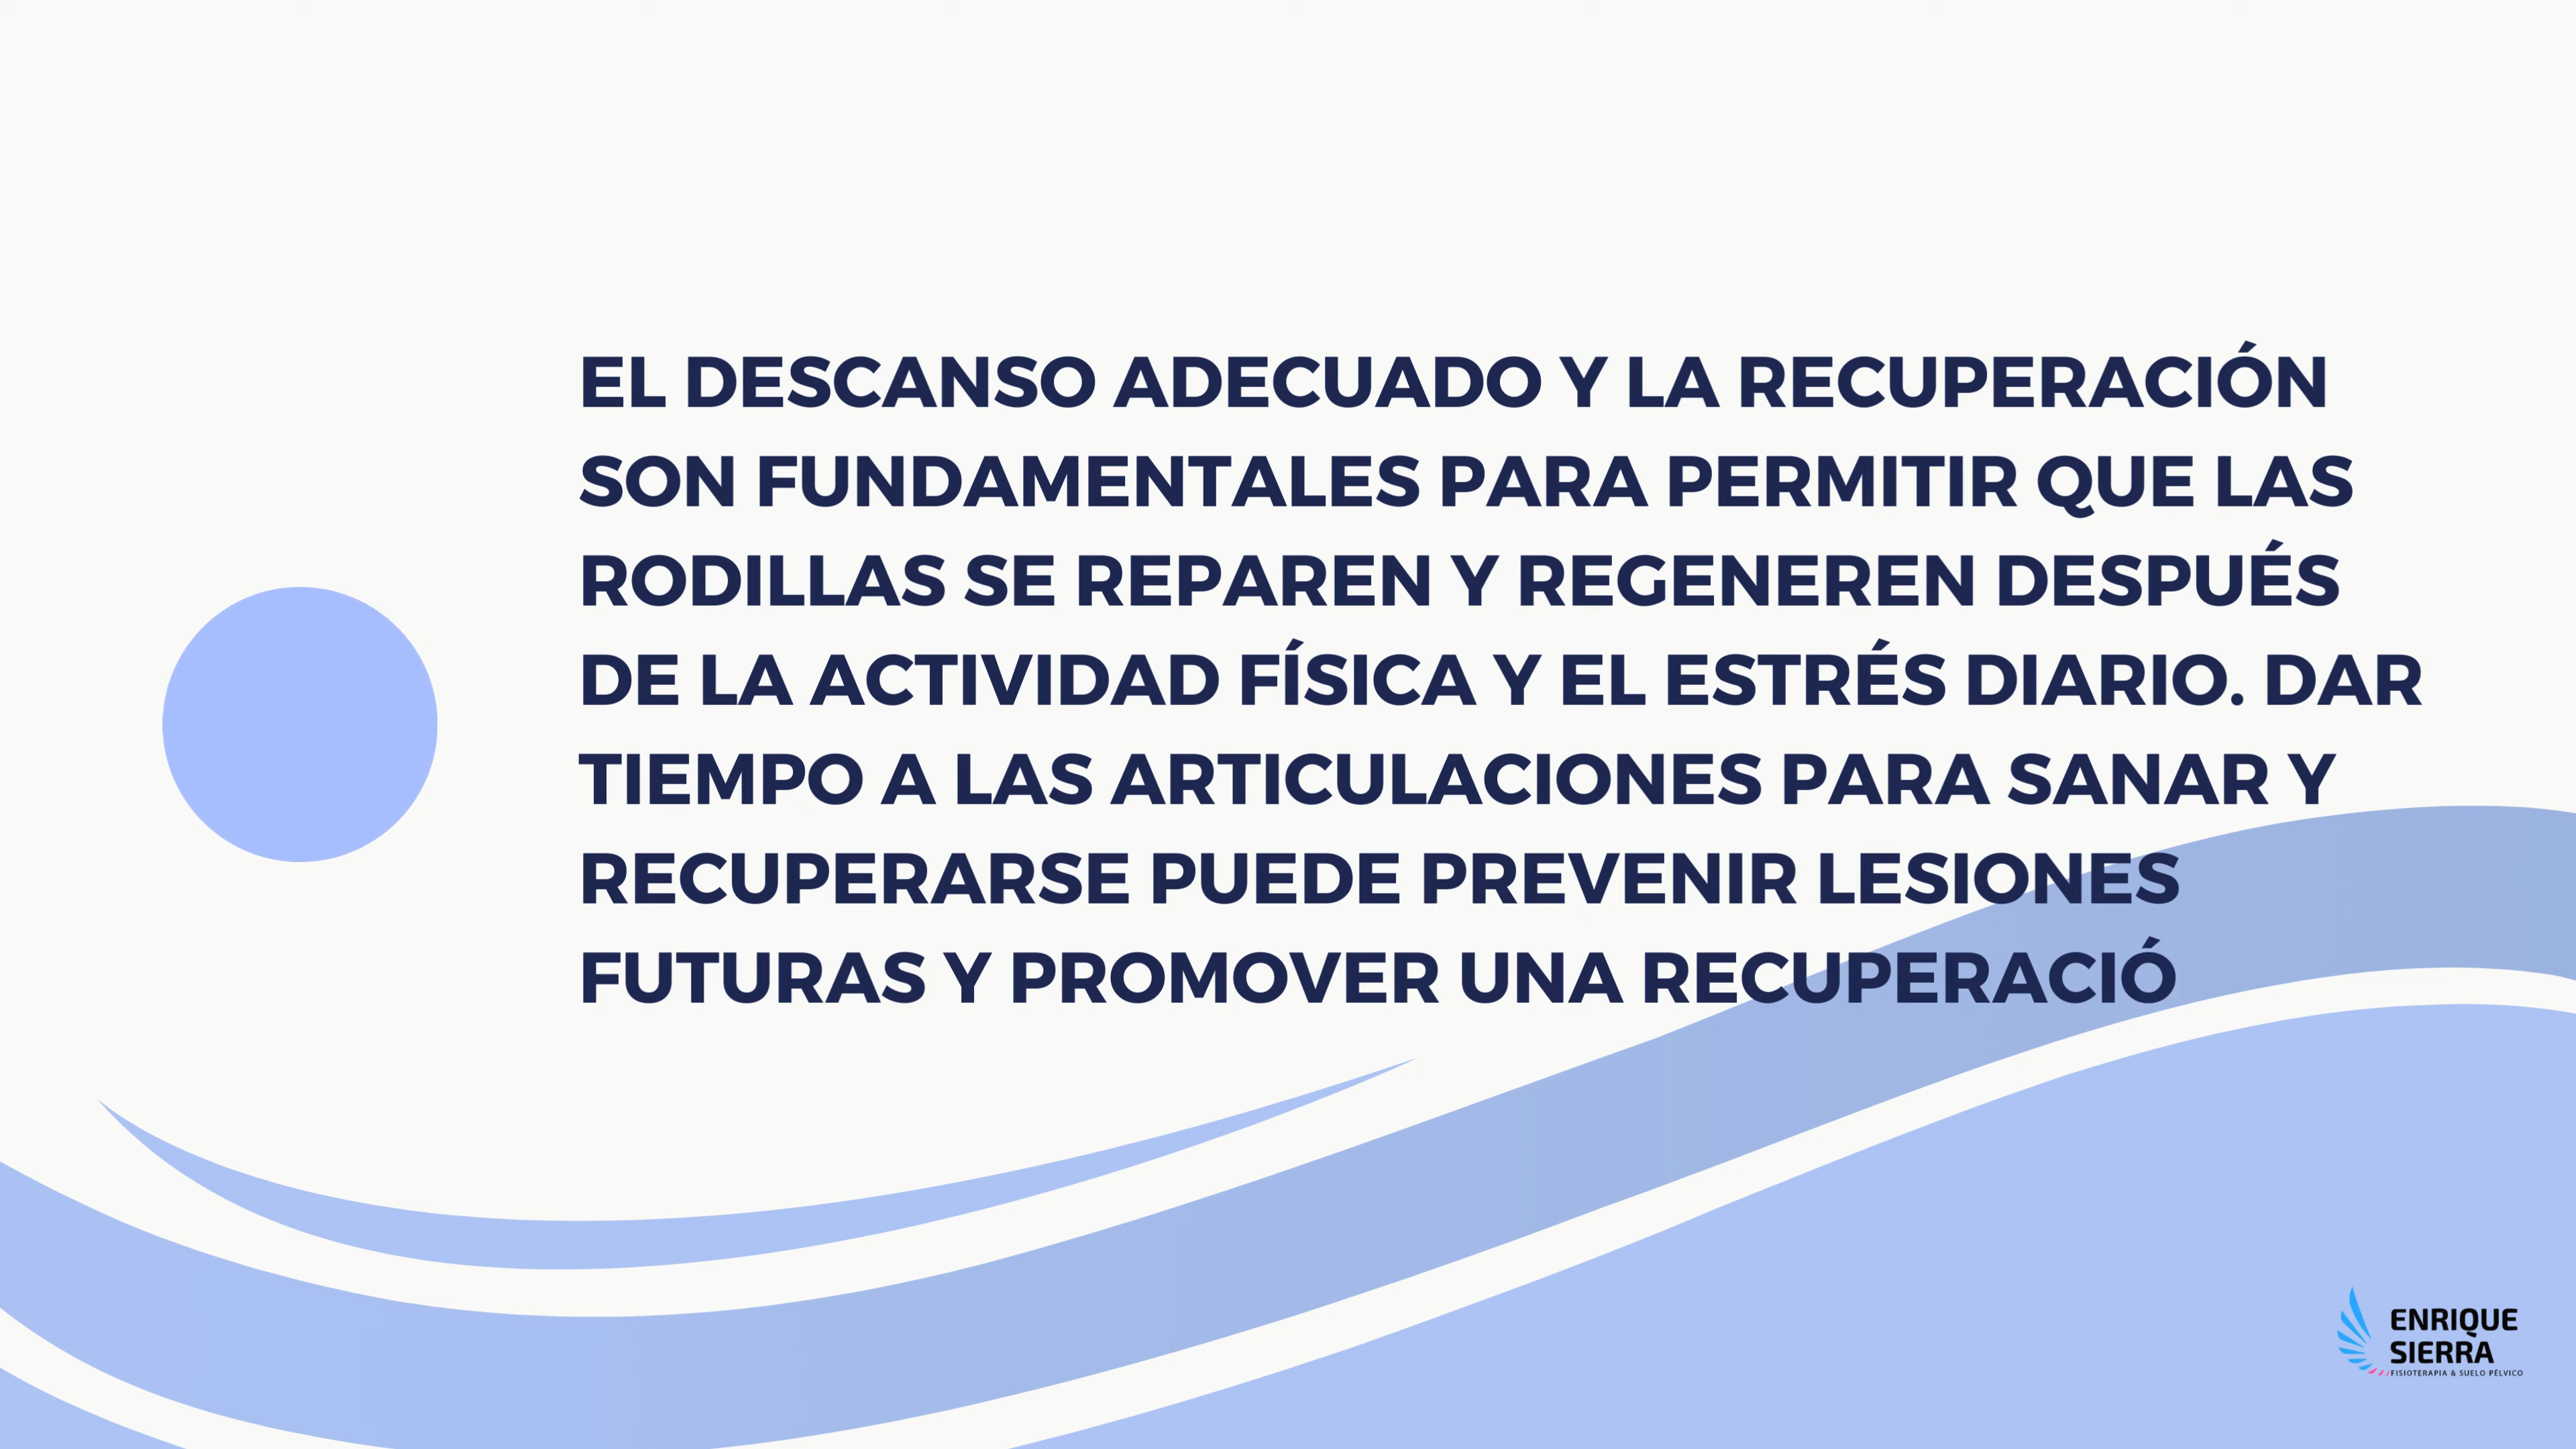 EL DESCANSO ADECUADO Y LA RECUPERACIÓN
SON FUNDAMENTALES PARA PERMITIR QUE LAS
RODILLAS SE REPAREN Y REGENEREN DESPUÉS
DE LA ACTIVIDAD FÍSICA Y EL ESTRÉS DIARIO. DAR
TIEMPO A LAS ARTICULACIONES PARA SANAR Y
RECUPERARSE PUEDE PREVENIR LESIONES
FUTURAS Y PROMOVER UNA RECUPERACIÓ
ENRIQUE
SIERRA
FISIOTERAPIA & SUELO PÉLVICO